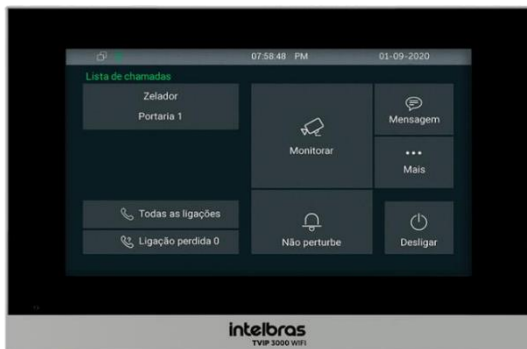 07:58:48 PM
01-09-2020
Lista de chamadas
Zelador
Portaria 1
Monitorar
Mensagem
Mais
Todas as ligações
Ligação perdida 0
Não perturbe
Desligar
intelbras
TVIP 3000 WIFI